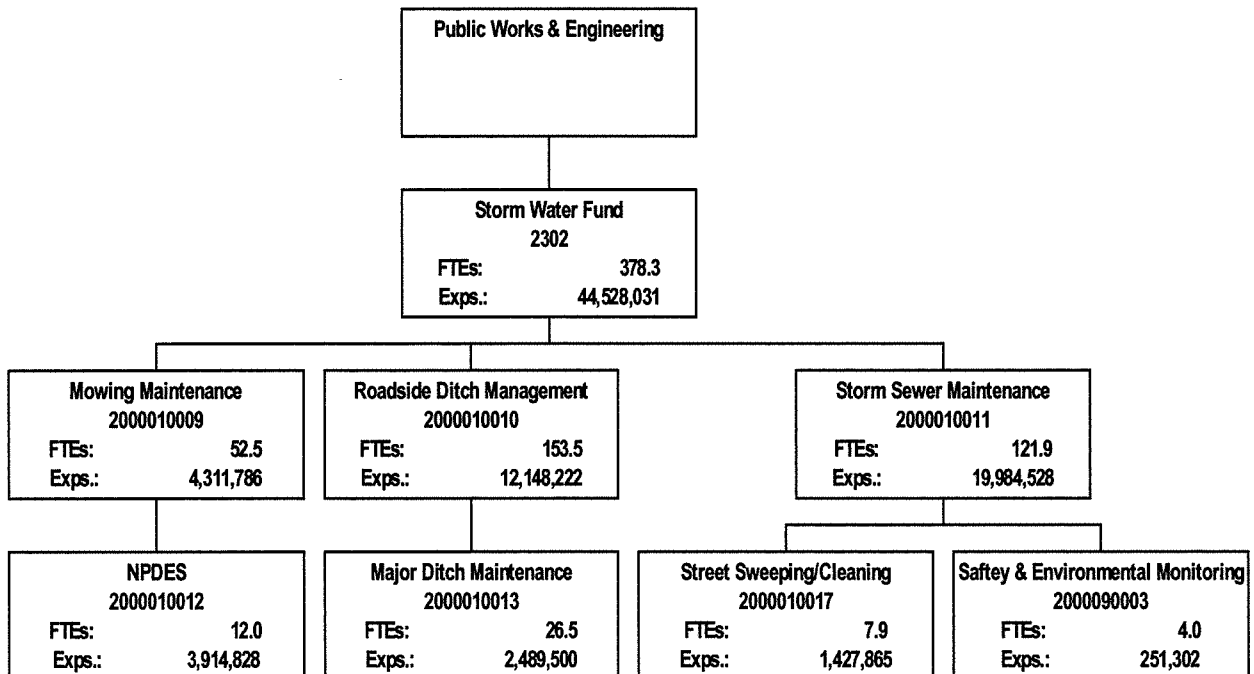 Public Works & Engineering
Storm Water Fund
2302
FTEs: 378.3
Exps.: 44,528,031
Mowing Maintenance
2000010009
FTEs: 52.5
Exps.: 4,311,786
Roadside Ditch Management
2000010010
FTEs: 153.5
Exps.: 12,148,222
Storm Sewer Maintenance
2000010011
FTEs: 121.9
Exps.: 19,984,528
NPDES
2000010012
FTEs: 12.0
Exps.: 3,914,828
Major Ditch Maintenance
2000010013
FTEs: 26.5
Exps.: 2,489,500
Street Sweeping/Cleaning
2000010017
FTEs: 7.9
Exps.: 1,427,865
Saftey & Environmental Monitoring
2000090003
FTEs: 4.0
Exps.: 251,302